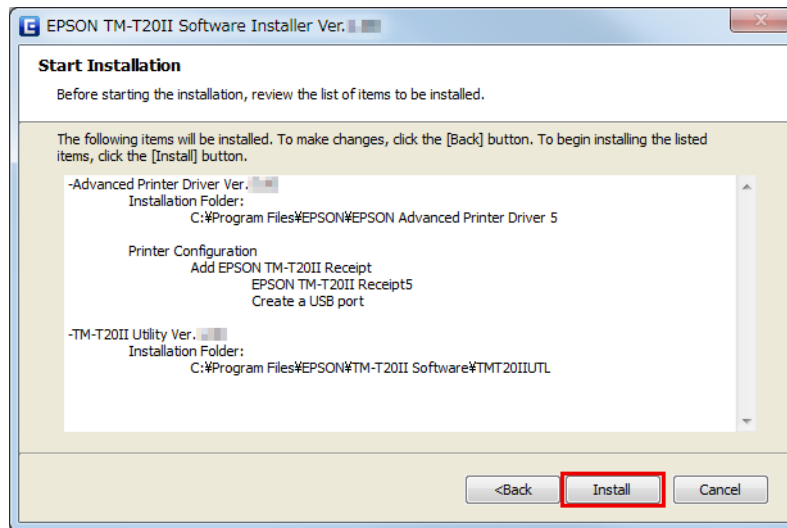 EPSON TM-T20II Software Installer Ver.
Start Installation
Before starting the installation, review the list of items to be installed.
The following items will be installed. To make changes, click the [Back] button. To begin installing the listed
items, click the [Install] button.
-Advanced Printer Driver Ver.
Installation Folder:
C:¥Program Files¥EPSON¥EPSON Advanced Printer Driver 5
Printer Configuration
Add EPSON TM-T20II Receipt
EPSON TM-T20II Receipt5
Create a USB port
-TM-T20II Utility Ver.
Installation Folder:
C:¥Program Files¥EPSON¥TM-T20II Software¥TMT20IIUTL
<Back Install Cancel